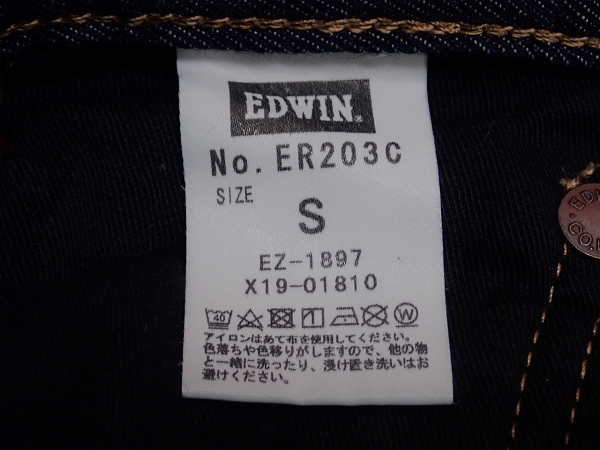 EDWIN.
No. ER203C
SIZE
S
EZ-1897
X19-01810
40
アイロンはあて布を使用してください。
色落ちや色移りがしますので、他の物
と一緒に洗ったり、浸け置き洗いはお
避けください。